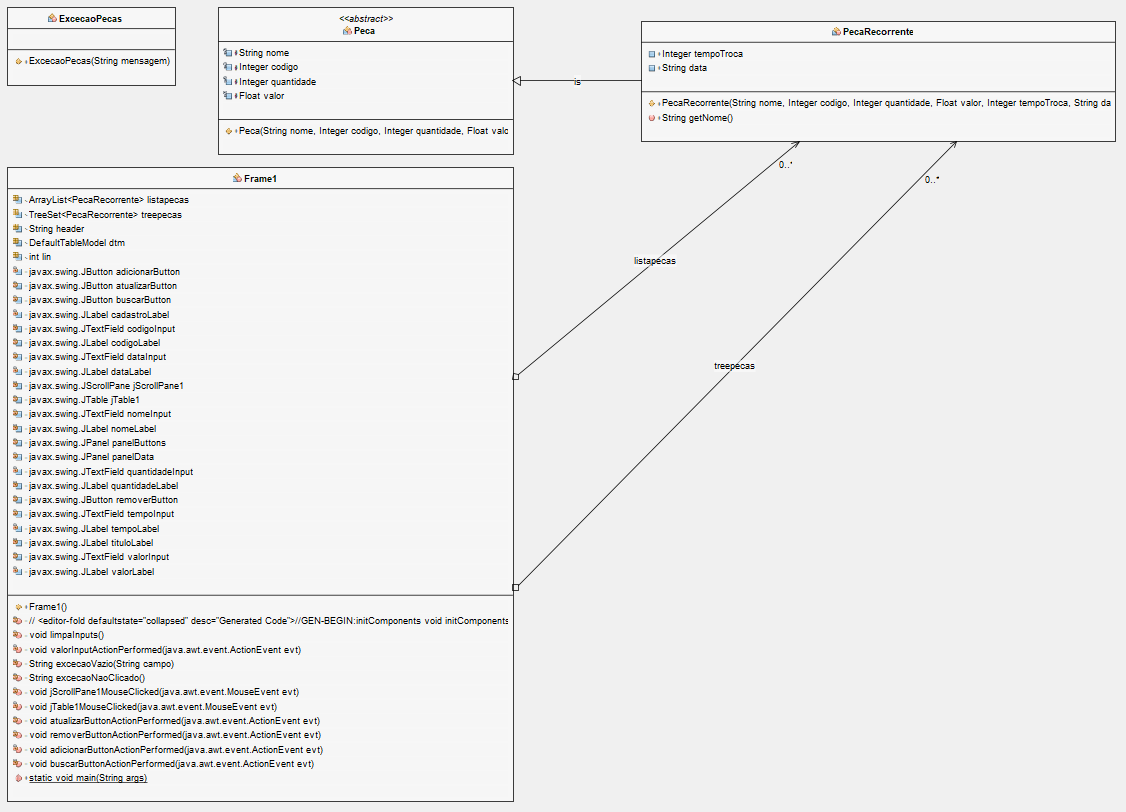 ExcecaoPecas
ExcecaoPecas(String mensagem)
<<abstract>>
Peca
String nome
Integer codigo
Integer quantidade
Float valor
Peca(String nome, Integer codigo, Integer quantidade, Float valc
PecaRecorrente
Integer tempoTroca
String data
PecaRecorrente(String nome, Integer codigo, Integer quantidade, Float valor, Integer tempoTroca, String da
String getNome()
is
0..*
0..*
listapecas
treepecas
Frame1
ArrayList<PecaRecorrente> listapecas
TreeSet<PecaRecorrente> treepecas
String header
DefaultTableModel dtm
int lin
javax.swing.JButton adicionarButton
javax.swing.JButton atualizarButton
javax.swing.JButton buscarButton
javax.swing.JLabel cadastroLabel
javax.swing.JTextField codigoInput
javax.swing.JLabel codigoLabel
javax.swing.JTextField dataInput
javax.swing.JLabel dataLabel
javax.swing.JScrollPane jScrollPane1
javax.swing.JTable jTable1
javax.swing.JTextField nomeInput
javax.swing.JLabel nomeLabel
javax.swing.JPanel panelButtons
javax.swing.JPanel panelData
javax.swing.JTextField quantidadeInput
javax.swing.JLabel quantidadeLabel
javax.swing.JButton removerButton
javax.swing.JTextField tempoInput
javax.swing.JLabel tempoLabel
javax.swing.JLabel tituloLabel
javax.swing.JTextField valorInput
javax.swing.JLabel valorLabel
Frame1()
// <editor-fold defaultstate="collapsed" desc="Generated Code">//GEN-BEGIN:initComponents void initComponents
void limpaInputs()
void valorInputActionPerformed(java.awt.event.ActionEvent evt)
String excecaoVazio(String campo)
String excecaoNaoClicado()
void jScrollPane1MouseClicked(java.awt.event.MouseEvent evt)
void jTable1MouseClicked(java.awt.event.MouseEvent evt)
void atualizarButtonActionPerformed(java.awt.event.ActionEvent evt)
void removerButtonActionPerformed(java.awt.event.ActionEvent evt)
void adicionarButtonActionPerformed(java.awt.event.ActionEvent evt)
void buscarButtonActionPerformed(java.awt.event.ActionEvent evt)
static void main(String args)